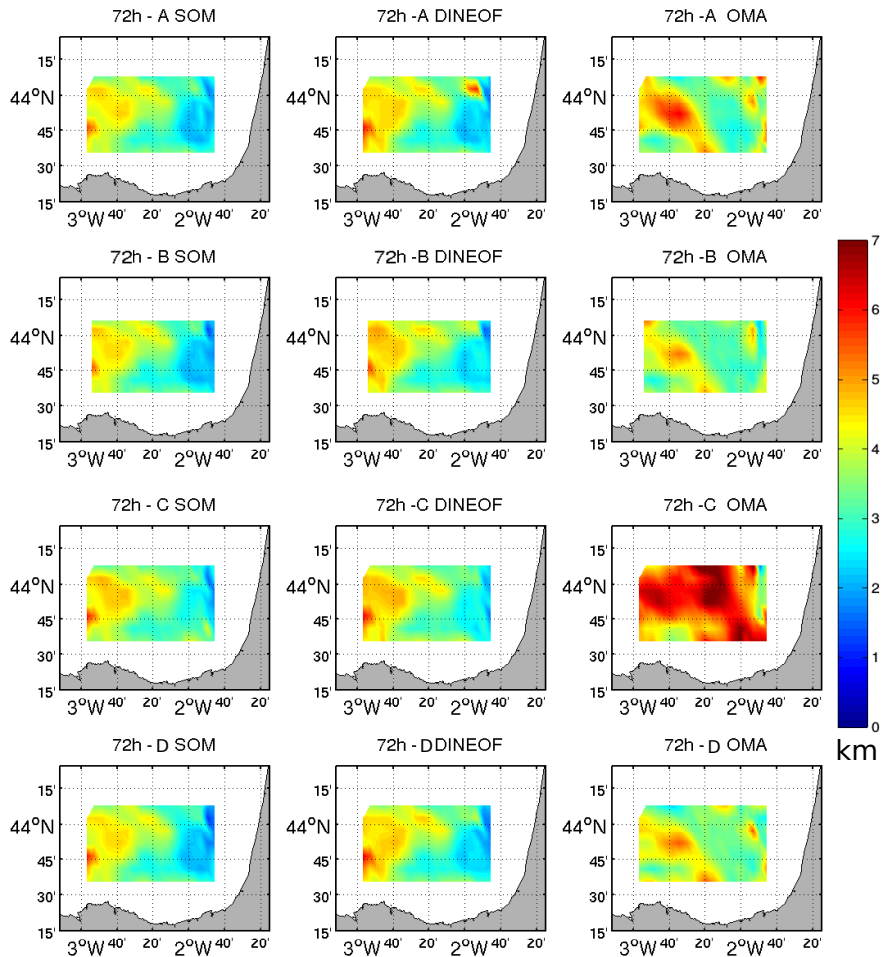 72h - A SOM
72h -A DINEOF
72h -A OMA
15'
44°N
45'
30'
15'
3°W 40' 20' 2°W 40' 20'
15'
44°N
45'
30'
15'
3°W 40' 20' 2°W 40' 20'
15'
44°N
45'
30'
15'
3°W 40' 20' 2°W 40' 20'
72h - B SOM
72h -B DINEOF
72h -B OMA
15'
44°N
45'
30'
15'
3°W 40' 20' 2°W 40' 20'
15'
44°N
45'
30'
15'
3°W 40' 20' 2°W 40' 20'
15'
44°N
45'
30'
15'
3°W 40' 20' 2°W 40' 20'
72h - C SOM
72h -C DINEOF
72h -C OMA
15'
44°N
45'
30'
15'
3°W 40' 20' 2°W 40' 20'
15'
44°N
45'
30'
15'
3°W 40' 20' 2°W 40' 20'
15'
44°N
45'
30'
15'
3°W 40' 20' 2°W 40' 20'
72h - D SOM
72h -DDINEOF
72h -D OMA
15'
44°N
45'
30'
15'
3°W 40' 20' 2°W 40' 20'
15'
44°N
45'
30'
15'
3°W 40' 20' 2°W 40' 20'
15'
44°N
45'
30'
15'
3°W 40' 20' 2°W 40' 20'
7
6
5
4
3
2
1
0
km